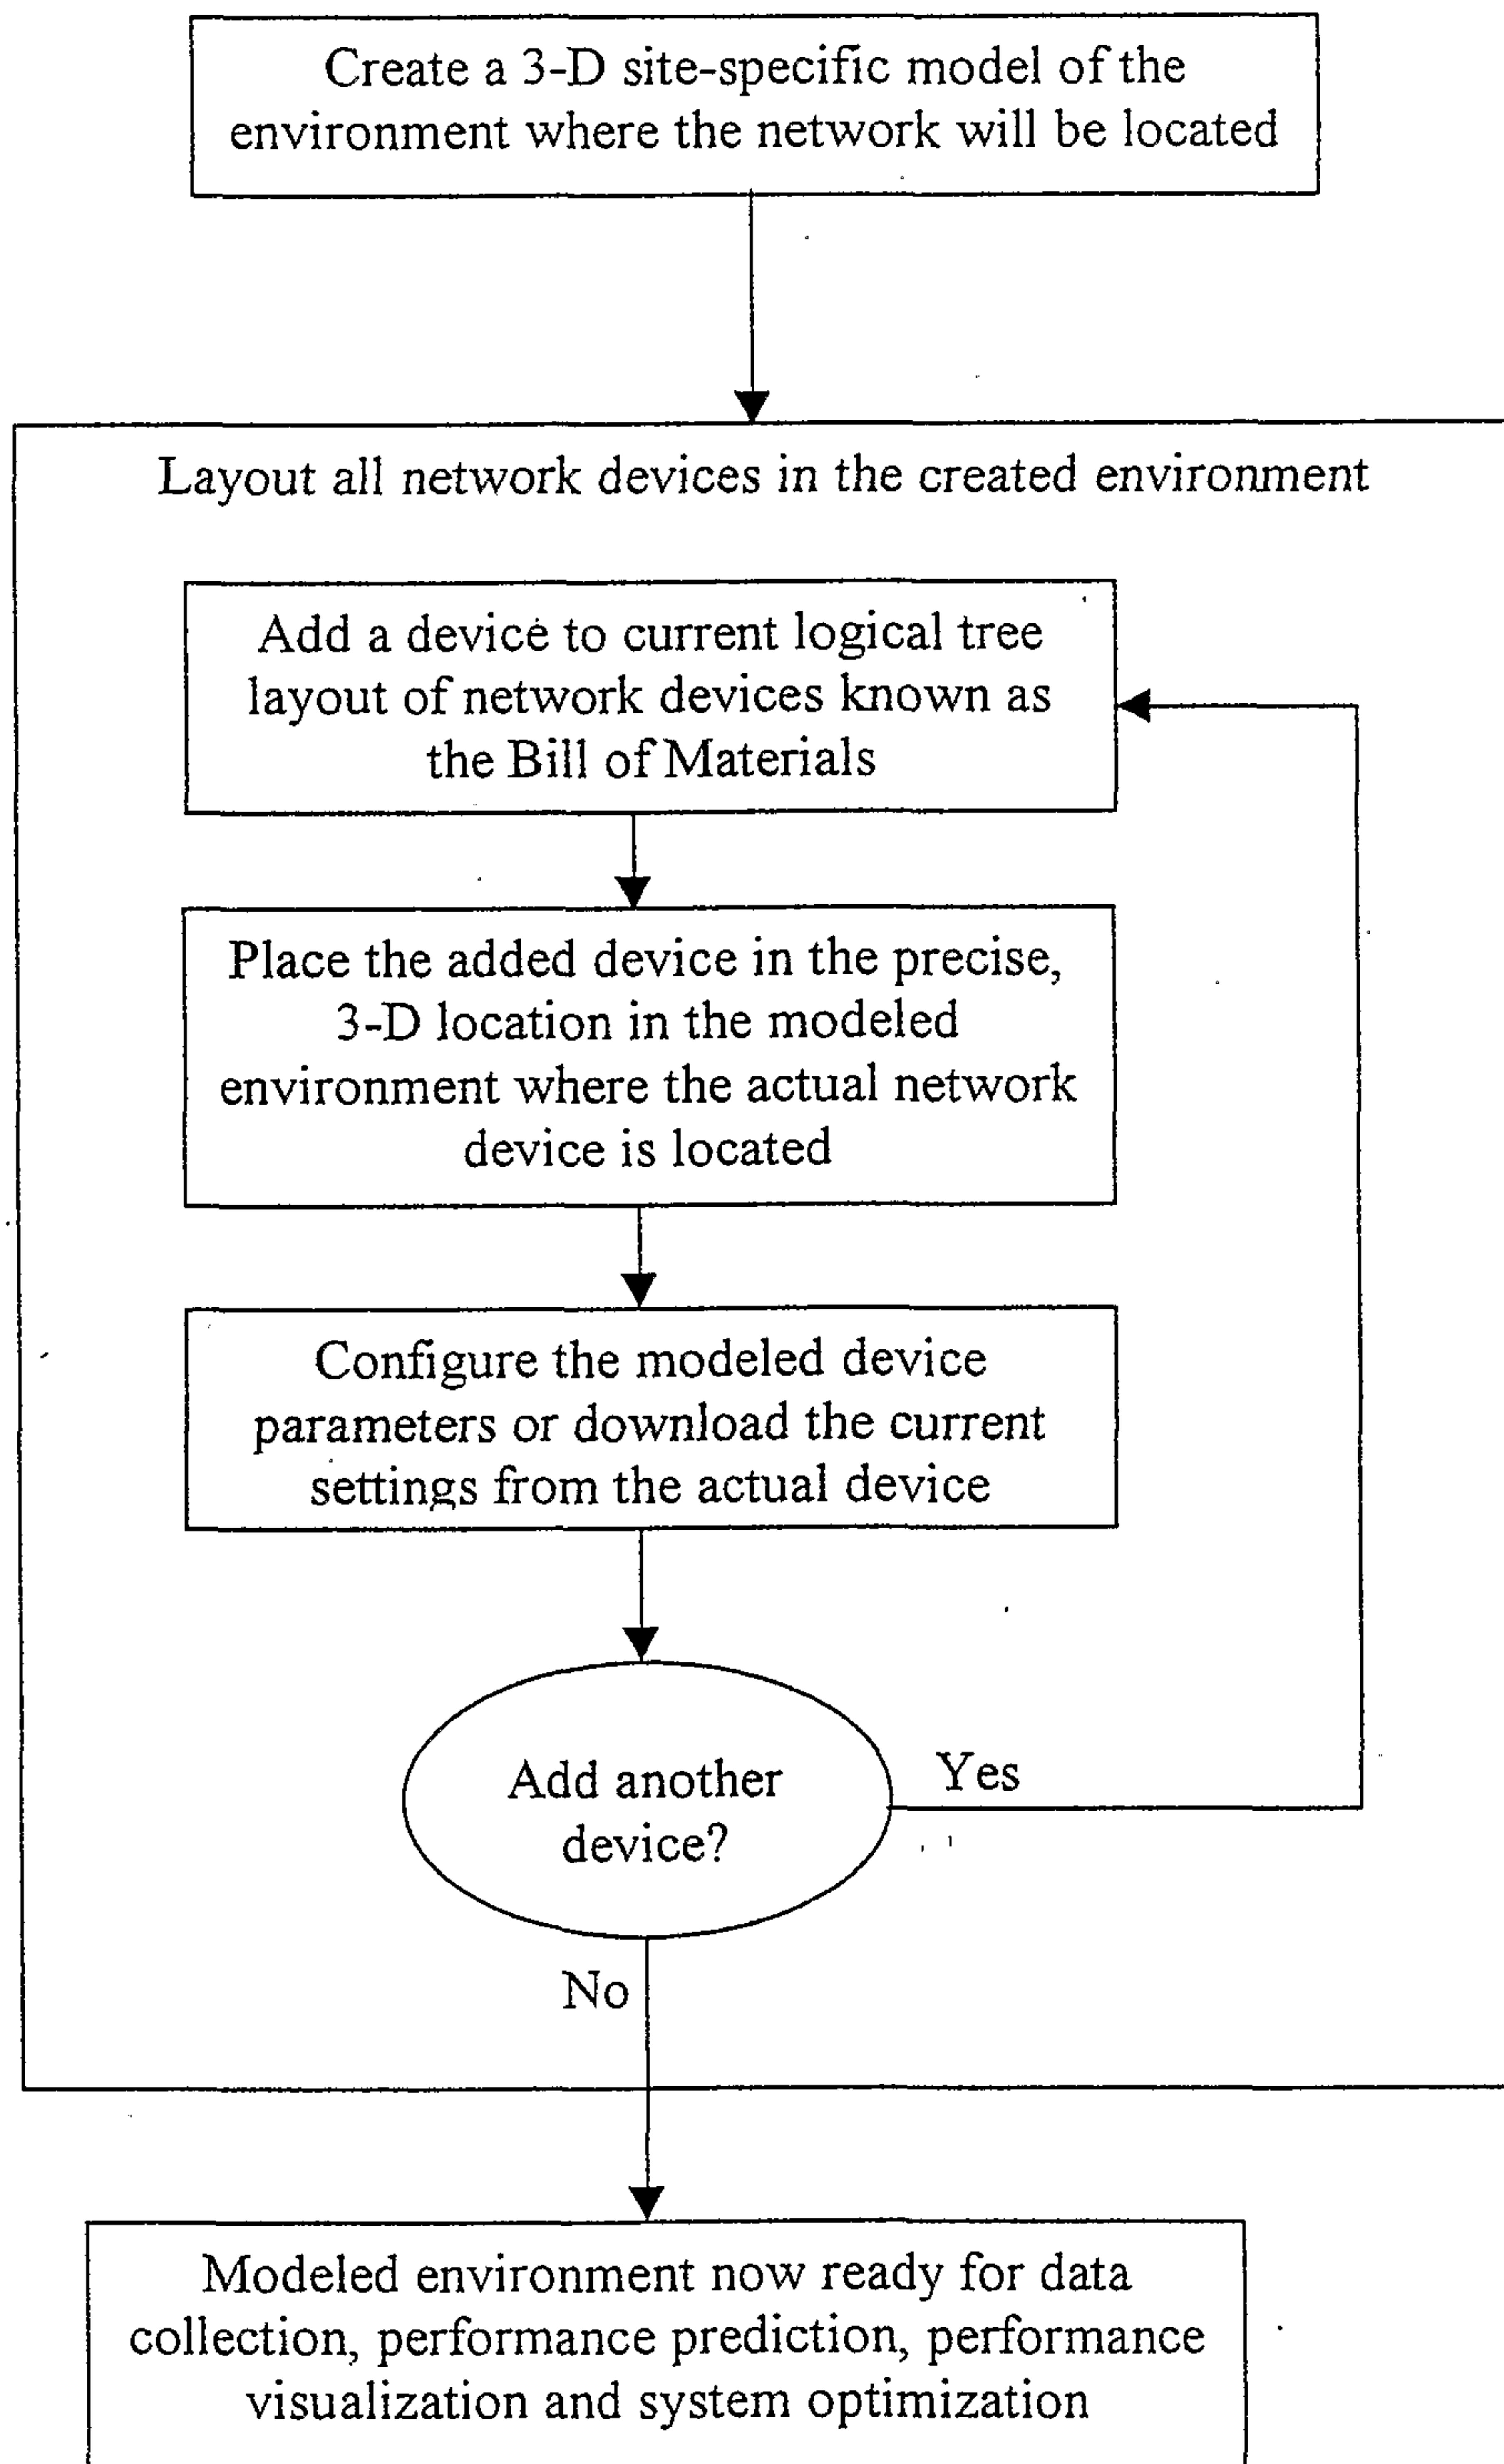 Create a 3-D site-specific model of the
environment where the network will be located
Layout all network devices in the created environment
Add a device to current logical tree
layout of network devices known as
the Bill of Materials
Place the added device in the precise,
3-D location in the modeled
environment where the actual network
device is located
Configure the modeled device
parameters or download the current
settings from the actual device
Add another
device?
Yes
No
Modeled environment now ready for data
collection, performance prediction, performance
visualization and system optimization